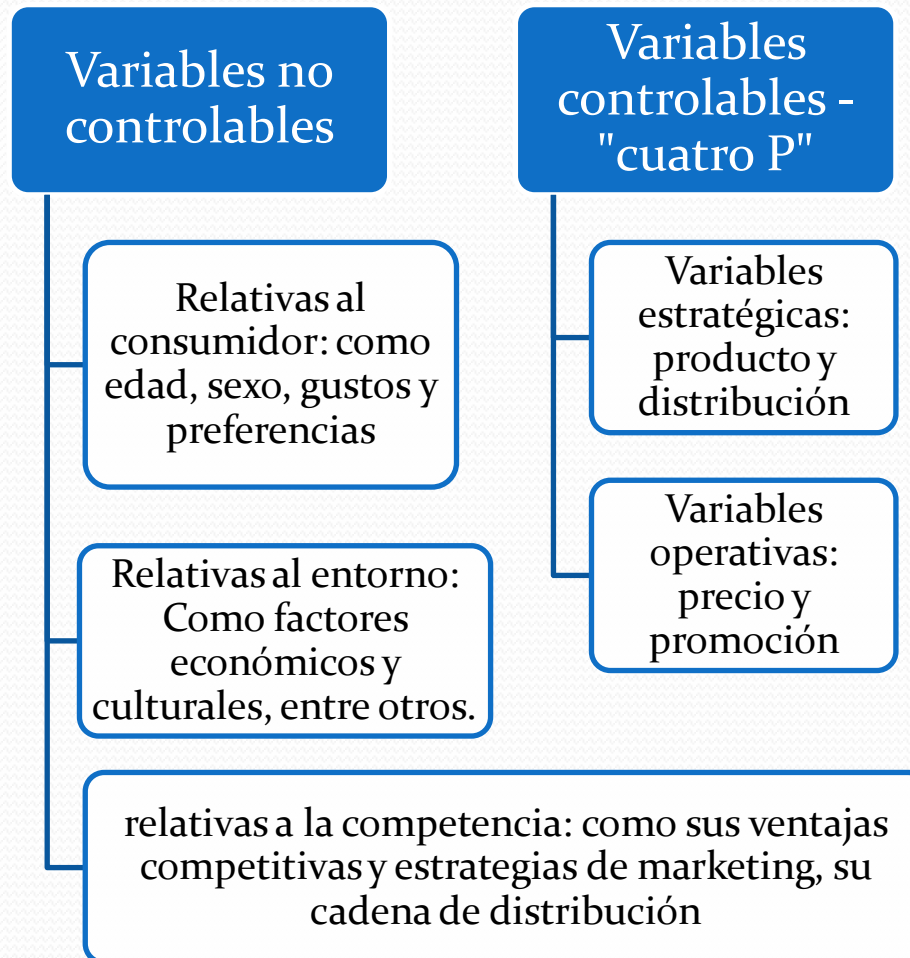 Variables no
controlables
Relativas al
consumidor: como
edad, sexo, gustos y
preferencias
Relativas al entorno:
Como factores
económicos y
culturales, entre otros.
relativas a la competencia: como sus ventajas
competitivas y estrategias de marketing, su
cadena de distribución
Variables
controlables -
"cuatro P"
Variables
estratégicas:
producto y
distribución
Variables
operativas:
precio y
promoción